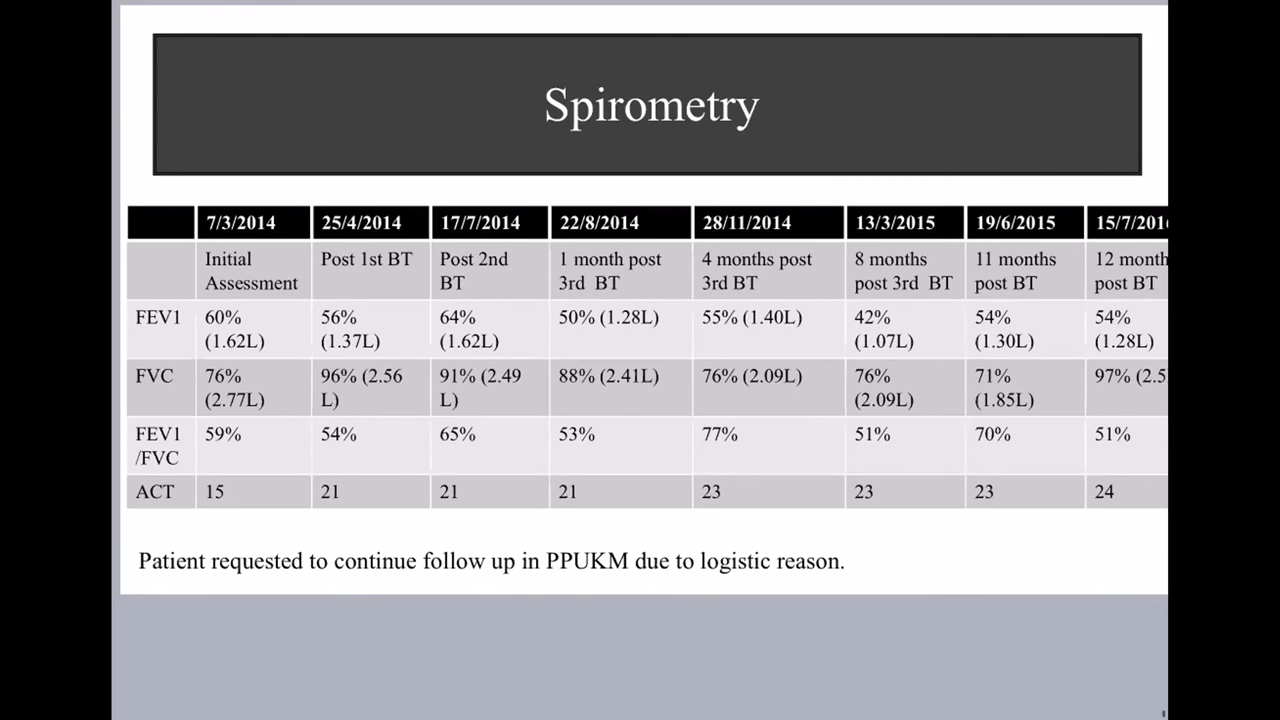 Spirometry
7/3/2014 25/4/2014 17/7/2014 22/8/2014 28/11/2014 13/3/2015 19/6/2015
Initial Assessment Post 1st BT Post 2nd BT 1 month post 3rd BT 4 months post 3rd BT 8 months post 3rd BT 11 months post BT 12 month post BT
FEV1 60% (1.62L) 56% (1.37L) 64% (1.62L) 50% (1.28L) 55% (1.40L) 42% (1.07L) 54% (1.30L) 54% (1.28L)
FVC 76% (2.77L) 96% (2.56 L) 91% (2.49 L) 88% (2.41L) 76% (2.09L) 76% (2.09L) 71% (1.85L) 97% (2.5
FEV1 /FVC 59% 54% 65% 53% 77% 51% 70% 51%
ACT 15 21 21 21 23 23 23 24
Patient requested to continue follow up in PPUKM due to logistic reason.